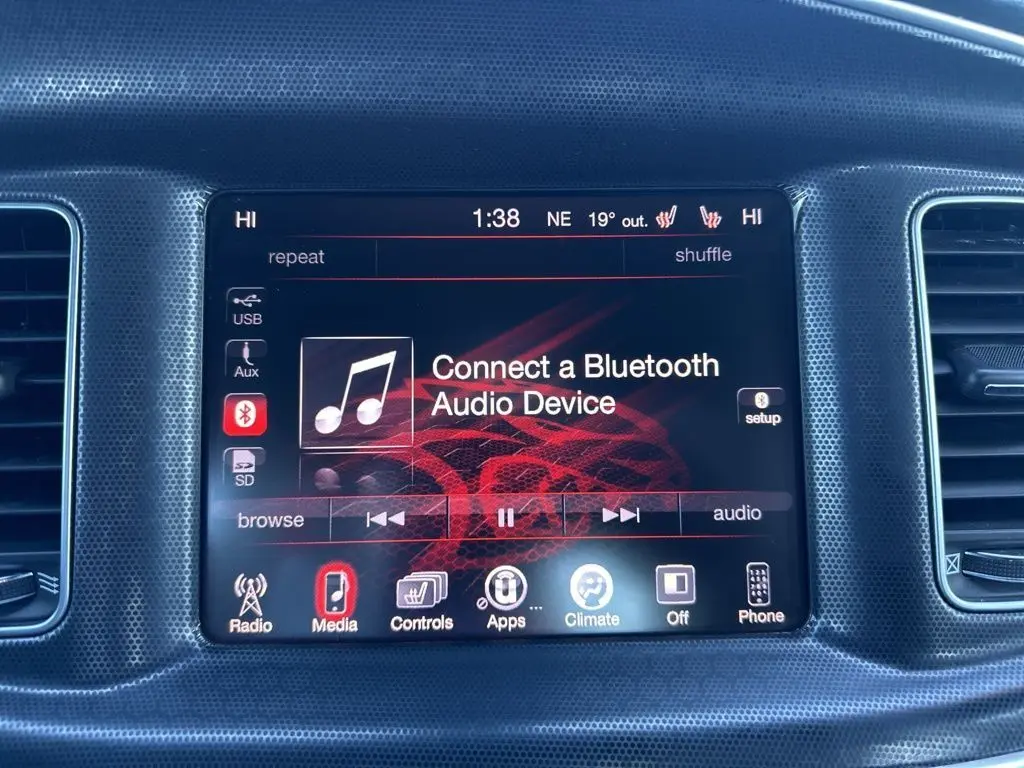 HI 1:38 NE 19° out. HI
repeat shuffle
USB
Aux
Connect a Bluetooth
Audio Device
setup
SD
browse audio
Radio Media Controls Apps Climate Off Phone